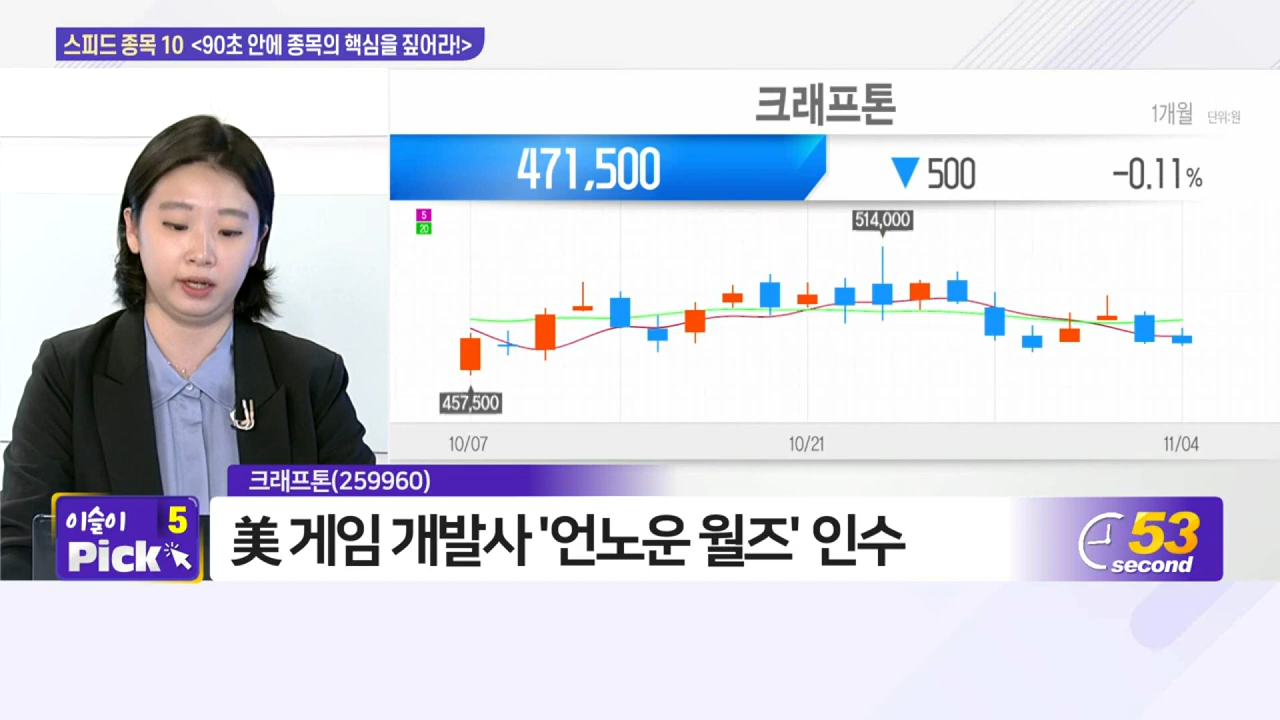 스피드 종목 10 <90초 안에 종목의 핵심을 짚어라!>
크래프톤
1개월 단위:원
471,500 ▼500 -0.11%
5
20
514,000
457,500
10/07 10/21 11/04
크래프톤(259960)
이슬이 5
Pick
美 게임 개발사 '언노운 월즈' 인수
53
second